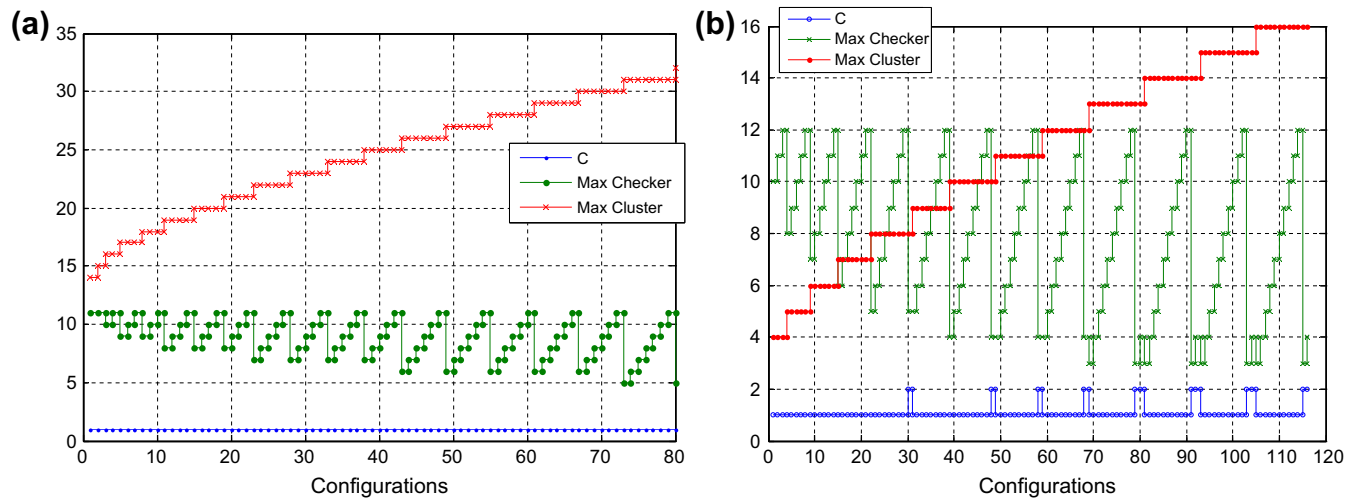 (a)
35
30
25
20
15
10
5
0
C
Max Checker
Max Cluster
0 10 20 30 40 50 60 70 80
Configurations
(b)
16
14
12
10
8
6
4
2
0
C
Max Checker
Max Cluster
0 10 20 30 40 50 60 70 80 90 100 110 120
Configurations